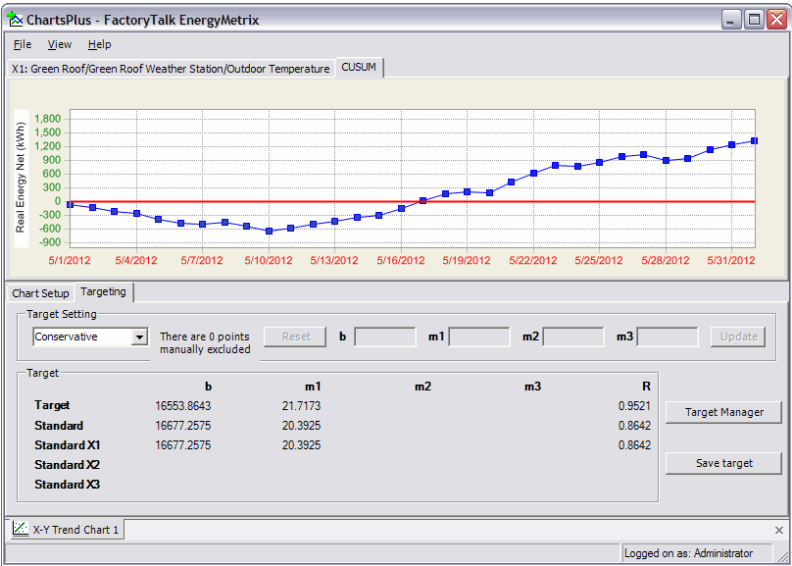 ChartsPlus - FactoryTalk EnergyMetrix
File View Help
X1: Green Roof/Green Roof Weather Station/Outdoor Temperature CUSUM
Real Energy Net (kWh)
1,800
1,200
900
600
300
0
-300
-600
-900
5/1/2012 5/4/2012 5/7/2012 5/10/2012 5/13/2012 5/16/2012 5/19/2012 5/22/2012 5/25/2012 5/28/2012 5/31/2012
Chart Setup Targeting
Target Setting
Conservative There are 0 points Reset b m1 m2 m3 Update
manually excluded
Target
b m1 m2 m3 R
Target 16553.8643 21.7173 0.9521 Target Manager
Standard 16677.2575 20.3925 0.8642
Standard X1 16677.2575 20.3925 0.8642
Standard X2 Save target
Standard X3
X-Y Trend Chart 1
Logged on as: Administrator